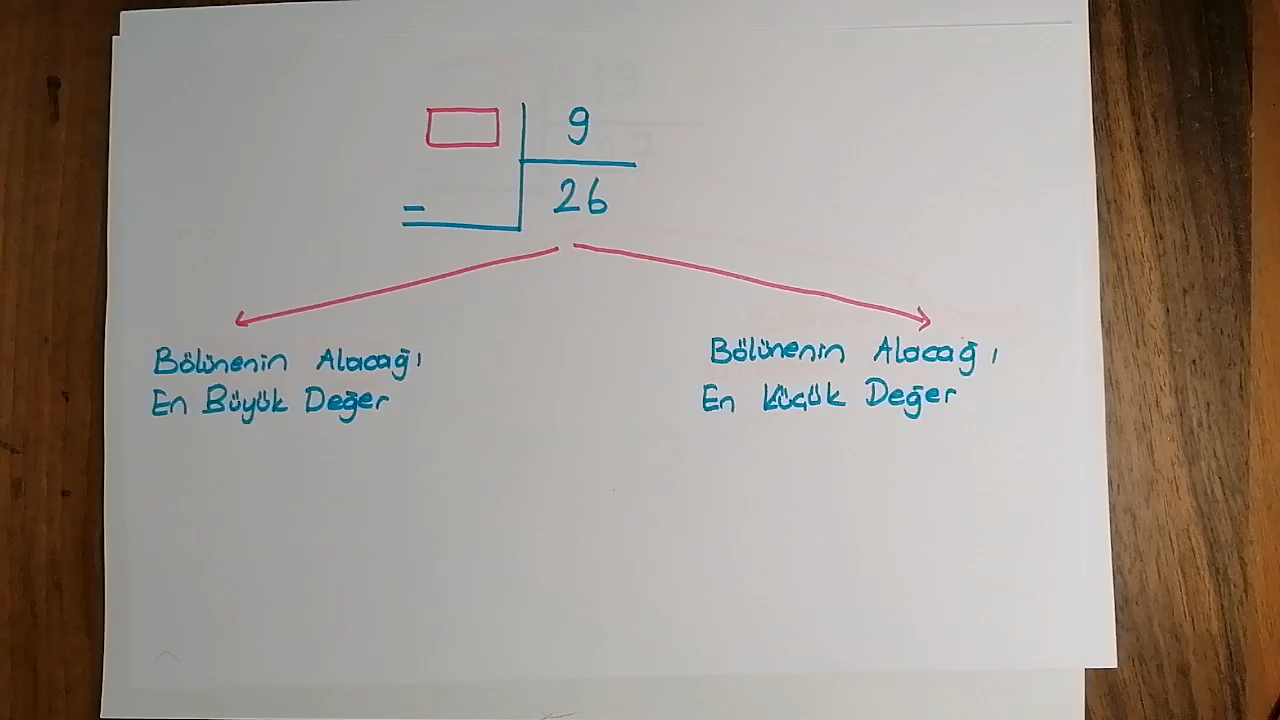 9
26
-
Bölünenin Alacağı
En Büyük Değer
Bölünenin Alacağı
En Küçük Değer